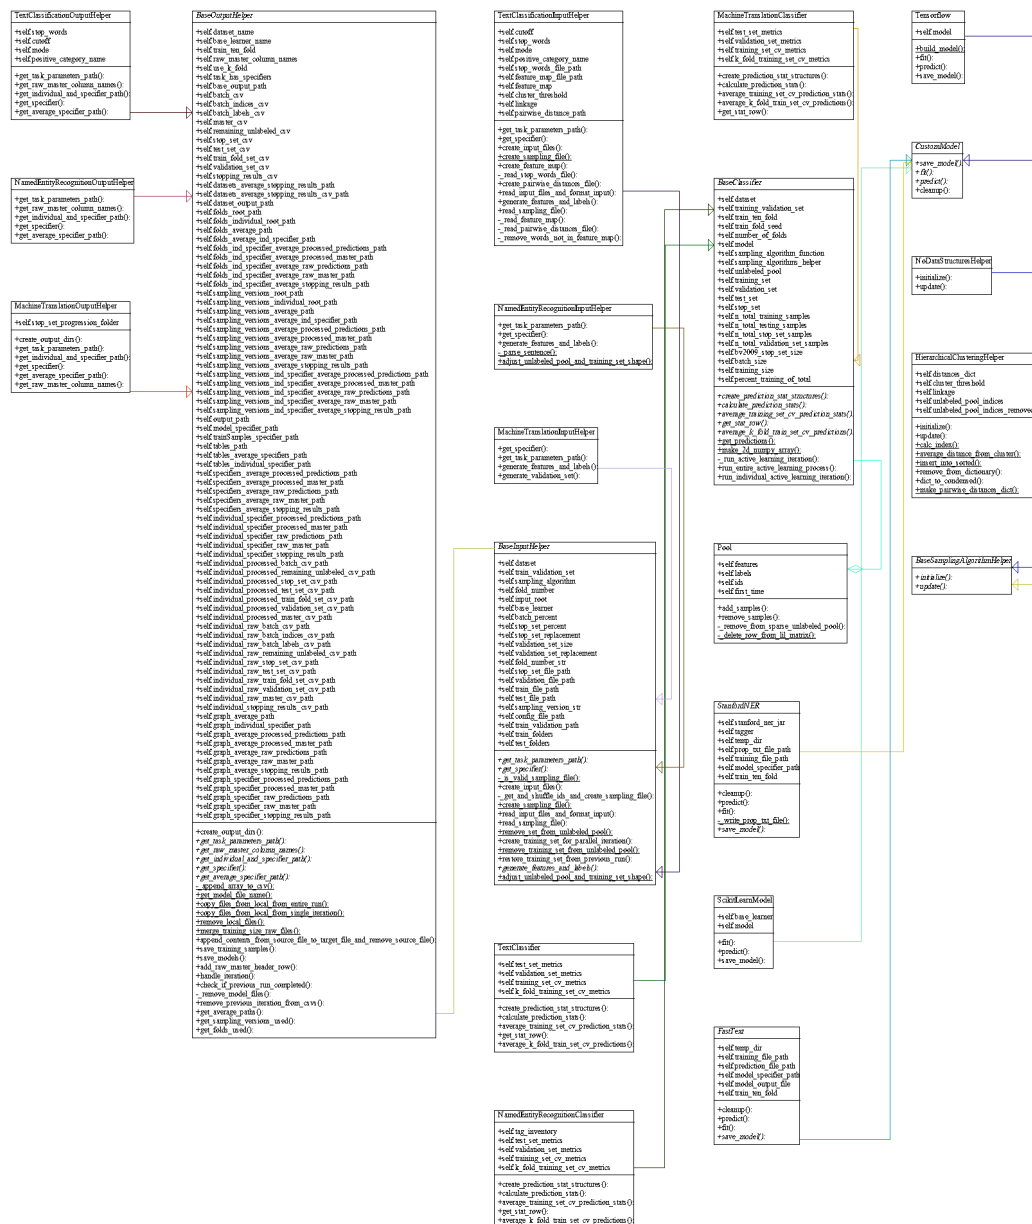 TextClassificationOutputHelper
+self.stop_words
+self.cutoff
+self.mode
+self.positive_category_name
+get_task_parameters_path():
+get_raw_master_column_names():
+get_individual_and_specifier_path():
+get_specifier():
+get_average_specifier_path():
NamedEntityRecognitionOutputHelper
+get_task_parameters_path():
+get_raw_master_column_names():
+get_individual_and_specifier_path():
+get_specifier():
+get_average_specifier_path():
MachineTranslationOutputHelper
+self.stop_set_progression_folder
+create_output_dirs():
+get_task_parameters_path():
+get_individual_and_specifier_path():
+get_specifier():
+get_average_specifier_path():
+get_raw_master_column_names():
BaseOutputHelper
+self.dataset_name
+self.base_learner_name
+self.train_ten_fold
+self.raw_master_column_names
+self.use_k_fold
+self.task_has_specifiers
+self.base_output_path
+self.batch_csv
+self.batch_indices_csv
+self.batch_labels_csv
+self.master_csv
+self.remaining_unlabeled_csv
+self.stop_set_csv
+self.test_set_csv
+self.train_fold_set_csv
+self.validation_set_csv
+self.stopping_results_csv
+self.datasets_average_stopping_results_path
+self.datasets_average_stopping_results_csv_path
+self.dataset_output_path
+self.folds_root_path
+self.folds_individual_root_path
+self.folds_average_path
+self.folds_average_ind_specifier_path
+self.folds_ind_specifier_average_processed_predictions_path
+self.folds_ind_specifier_average_processed_master_path
+self.folds_ind_specifier_average_raw_predictions_path
+self.folds_ind_specifier_average_raw_master_path
+self.folds_ind_specifier_average_stopping_results_path
+self.sampling_versions_root_path
+self.sampling_versions_individual_root_path
+self.sampling_versions_average_path
+self.sampling_versions_average_ind_specifier_path
+self.sampling_versions_average_processed_predictions_path
+self.sampling_versions_average_processed_master_path
+self.sampling_versions_average_raw_predictions_path
+self.sampling_versions_average_raw_master_path
+self.sampling_versions_average_stopping_results_path
+self.sampling_versions_ind_specifier_average_processed_predictions_path
+self.sampling_versions_ind_specifier_average_processed_master_path
+self.sampling_versions_ind_specifier_average_raw_predictions_path
+self.sampling_versions_ind_specifier_average_raw_master_path
+self.sampling_versions_ind_specifier_average_stopping_results_path
+self.output_path
+self.model_specifier_path
+self.trainSamples_specifier_path
+self.tables_path
+self.tables_average_specifiers_path
+self.tables_individual_specifier_path
+self.specifiers_average_processed_predictions_path
+self.specifiers_average_processed_master_path
+self.specifiers_average_raw_predictions_path
+self.specifiers_average_raw_master_path
+self.specifiers_average_stopping_results_path
+self.individual_specifier_processed_predictions_path
+self.individual_specifier_processed_master_path
+self.individual_specifier_raw_predictions_path
+self.individual_specifier_raw_master_path
+self.individual_specifier_stopping_results_path
+self.individual_processed_batch_csv_path
+self.individual_processed_remaining_unlabeled_csv_path
+self.individual_processed_stop_set_csv_path
+self.individual_processed_test_set_csv_path
+self.individual_processed_train_fold_set_csv_path
+self.individual_processed_validation_set_csv_path
+self.individual_processed_master_csv_path
+self.individual_raw_batch_csv_path
+self.individual_raw_batch_indices_csv_path
+self.individual_raw_batch_labels_csv_path
+self.individual_raw_remaining_unlabeled_csv_path
+self.individual_raw_stop_set_csv_path
+self.individual_raw_test_set_csv_path
+self.individual_raw_train_fold_set_csv_path
+self.individual_raw_validation_set_csv_path
+self.individual_raw_master_csv_path
+self.individual_stopping_results_csv_path
+self.graph_average_path
+self.graph_individual_specifier_path
+self.graph_average_processed_predictions_path
+self.graph_average_processed_master_path
+self.graph_average_raw_predictions_path
+self.graph_average_raw_master_path
+self.graph_average_stopping_results_path
+self.graph_specifier_processed_predictions_path
+self.graph_specifier_processed_master_path
+self.graph_specifier_raw_predictions_path
+self.graph_specifier_raw_master_path
+self.graph_specifier_stopping_results_path
+create_output_dirs():
+get_task_parameters_path():
+get_raw_master_column_names():
+get_individual_and_specifier_path():
+get_specifier():
+get_average_specifier_path():
-_append_array_to_csv():
+get_model_file_name():
+copy_files_from_local_from_entire_run():
+copy_files_from_local_from_single_iteration():
+remove_local_files():
+merge_training_size_raw_files():
+append_contents_from_source_file_to_target_file_and_remove_source_file():
+save_training_samples():
+save_models():
+add_raw_master_header_row():
+handle_iteration():
+check_if_previous_run_completed():
-_remove_model_files():
+remove_previous_iteration_from_csvs():
+get_average_paths():
+get_sampling_versions_used():
+get_folds_used():
TextClassificationInputHelper
+self.cutoff
+self.stop_words
+self.mode
+self.positive_category_name
+self.stop_words_file_path
+self.feature_map_file_path
+self.feature_map
+self.cluster_threshold
+self.linkage
+self.pairwise_distance_path
+get_task_parameters_path():
+get_specifier():
+create_input_files():
+create_sampling_file():
+create_feature_map():
-_read_stop_words_file():
+create_pairwise_distances_file():
+read_input_files_and_format_input():
+generate_features_and_labels():
+read_sampling_file():
-_read_feature_map():
-_read_pairwise_distances_file():
-_remove_words_not_in_feature_map():
NamedEntityRecognitionInputHelper
+get_task_parameters_path():
+get_specifier():
+generate_features_and_labels():
-_parse_sentence():
+adjust_unlabeled_pool_and_training_set_shape():
MachineTranslationInputHelper
+get_specifier():
+get_task_parameters_path():
+generate_features_and_labels():
+generate_validation_set():
BaseInputHelper
+self.dataset
+self.train_validation_set
+self.sampling_algorithm
+self.fold_number
+self.input_root
+self.base_learner
+self.batch_percent
+self.stop_set_percent
+self.stop_set_replacement
+self.validation_set_size
+self.validation_set_replacement
+self.fold_number_str
+self.stop_set_file_path
+self.validation_file_path
+self.train_file_path
+self.test_file_path
+self.sampling_version_str
+self.config_file_path
+self.train_validation_path
+self.train_folders
+self.test_folders
+get_task_parameters_path():
+get_specifier():
-_is_valid_sampling_file():
+create_input_files():
-_get_and_shuffle_ids_and_create_sampling_file():
+create_sampling_file():
+read_input_files_and_format_input():
+read_sampling_file():
+remove_set_from_unlabeled_pool():
+create_training_set_for_parallel_iteration():
+remove_training_set_from_unlabeled_pool():
+restore_training_set_from_previous_run():
+generate_features_and_labels():
+adjust_unlabeled_pool_and_training_set_shape():
TextClassifier
+self.test_set_metrics
+self.validation_set_metrics
+self.training_set_cv_metrics
+self.k_fold_training_set_cv_metrics
+create_prediction_stat_structures():
+calculate_prediction_stats():
+average_training_set_cv_prediction_stats():
+get_stat_row():
+average_k_fold_train_set_cv_predictions():
NamedEntityRecognitionClassifier
+self.tag_inventory
+self.test_set_metrics
+self.validation_set_metrics
+self.training_set_cv_metrics
+self.k_fold_training_set_cv_metrics
+create_prediction_stat_structures():
+calculate_prediction_stats():
+average_training_set_cv_prediction_stats():
+get_stat_row():
+average_k_fold_train_set_cv_predictions():
MachineTranslationClassifier
+self.test_set_metrics
+self.validation_set_metrics
+self.training_set_cv_metrics
+self.k_fold_training_set_cv_metrics
+create_prediction_stat_structures():
+calculate_prediction_stats():
+average_training_set_cv_prediction_stats():
+average_k_fold_train_set_cv_predictions():
+get_stat_row():
BaseClassifier
+self.dataset
+self.training_validation_set
+self.train_ten_fold
+self.train_fold_seed
+self.number_of_folds
+self.model
+self.sampling_algorithm_function
+self.sampling_algorithms_helper
+self.unlabeled_pool
+self.training_set
+self.validation_set
+self.test_set
+self.stop_set
+self.n_total_training_samples
+self.n_total_testing_samples
+self.n_total_stop_set_samples
+self.n_total_validation_set_samples
+self.bv2009_stop_set_size
+self.batch_size
+self.training_size
+self.percent_training_of_total
+create_prediction_stat_structures():
+calculate_prediction_stats():
+average_training_set_cv_prediction_stats():
+get_stat_row():
+average_k_fold_train_set_cv_predictions():
+get_predictions():
+make_2d_numpy_array():
-_run_active_learning_iteration():
+run_entire_active_learning_process():
+run_individual_active_learning_iteration():
Pool
+self.features
+self.labels
+self.ids
+self.first_time
+add_samples():
+remove_samples():
-_remove_from_sparse_unlabeled_pool():
-_delete_row_from_lil_matrix():
StanfordNER
+self.stanford_ner_jar
+self.tagger
+self.temp_dir
+self.prop_txt_file_path
+self.training_file_path
+self.model_specifier_path
+self.train_ten_fold
+cleanup():
+predict():
+fit():
-_write_prop_txt_file():
+save_model():
ScikitLearnModel
+self.base_learner
+self.model
+fit():
+predict():
+save_model():
FastText
+self.temp_dir
+self.training_file_path
+self.prediction_file_path
+self.model_specifier_path
+self.model_output_file
+self.train_ten_fold
+cleanup():
+predict():
+fit():
+save_model():
Tensorflow
+self.model
+build_model():
+fit():
+predict():
+save_model():
CustomModel
+save_model():
+fit():
+predict():
+cleanup():
NoDataStructuresHelper
+initialize():
+update():
HierarchicalClusteringHelper
+self.distances_dict
+self.cluster_threshold
+self.linkage
+self.unlabeled_pool_indices
+self.unlabeled_pool_indices_remove
+initialize():
+update():
+calc_index():
+average_distance_from_cluster():
+insert_into_sorted():
+remove_from_dictionary():
+dict_to_condensed():
+make_pairwise_distances_dict():
BaseSamplingAlgorithmHelper
+initialize():
+update():